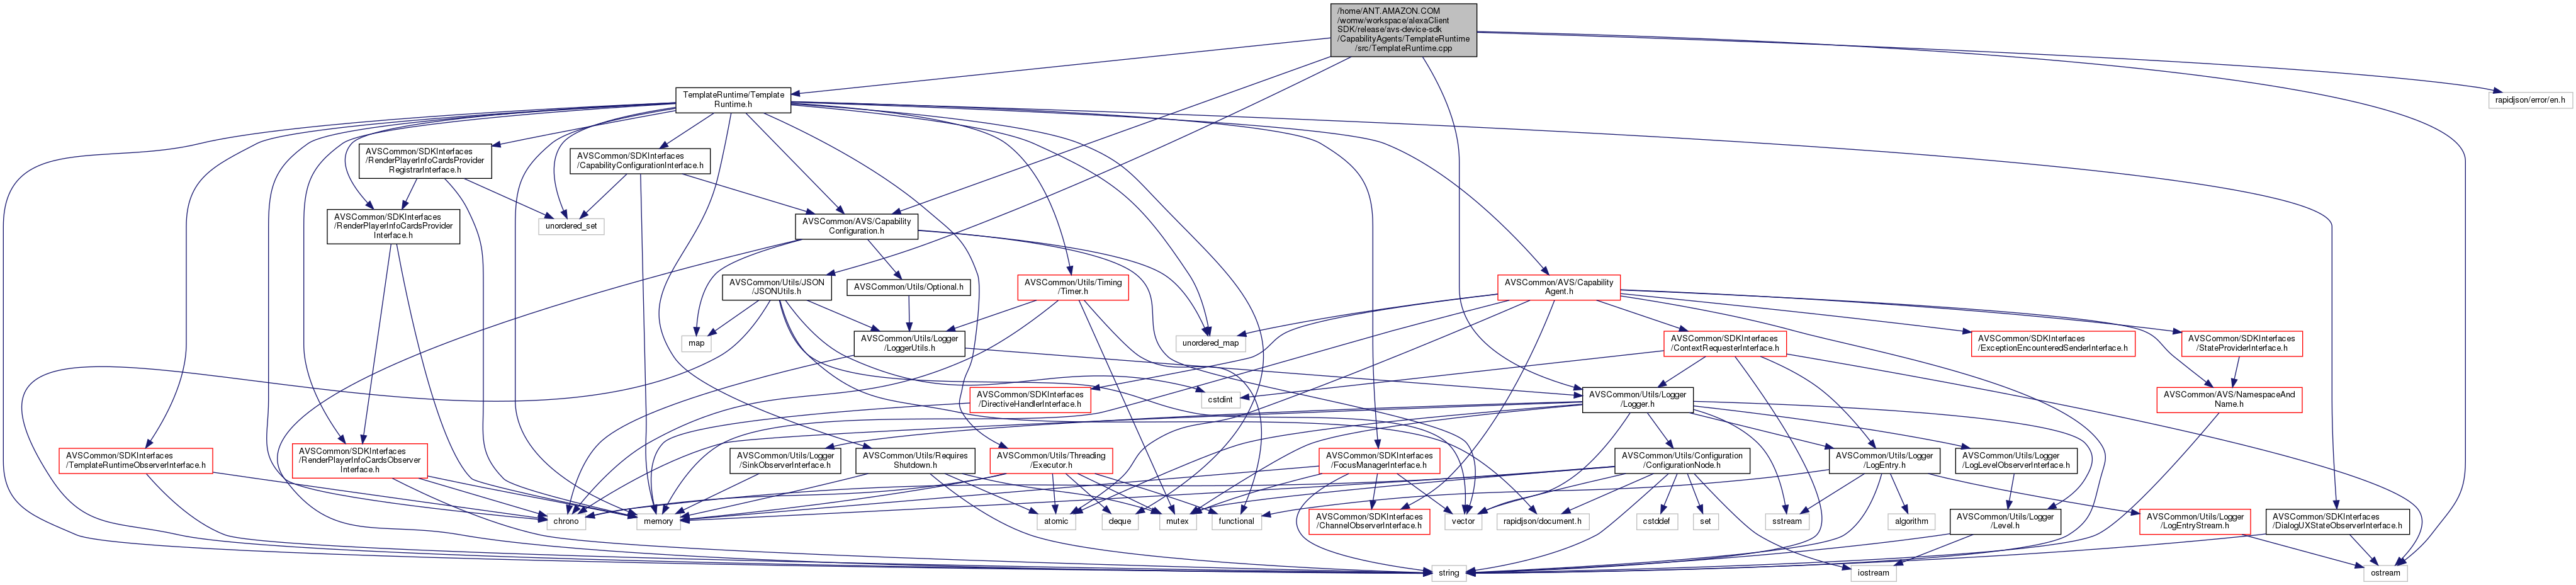 /home/ANT.AMAZON.COM
/womw/workspace/alexaClient
SDK/release/avs-device-sdk
/CapabilityAgents/TemplateRuntime
/src/TemplateRuntime.cpp
TemplateRuntime/Template
Runtime.h
rapidjson/error/en.h
AVSCommon/SDKInterfaces
/RenderPlayerInfoCardsProvider
RegistrarInterface.h
AVSCommon/SDKInterfaces
/CapabilityConfigurationInterface.h
AVSCommon/SDKInterfaces
/RenderPlayerInfoCardsProvider
Interface.h
unordered_set
AVSCommon/AVS/Capability
Configuration.h
AVSCommon/Utils/JSON
/JSONUtils.h
AVSCommon/Utils/Optional.h
AVSCommon/Utils/Timing
/Timer.h
AVSCommon/AVS/Capability
Agent.h
map
AVSCommon/Utils/Logger
/LoggerUtils.h
unordered_map
AVSCommon/SDKInterfaces
/ContextRequesterInterface.h
AVSCommon/SDKInterfaces
/ExceptionEncounteredSenderInterface.h
AVSCommon/SDKInterfaces
/StateProviderInterface.h
AVSCommon/SDKInterfaces
/DirectiveHandlerInterface.h
cstdint
AVSCommon/Utils/Logger
/Logger.h
AVSCommon/AVS/NamespaceAnd
Name.h
AVSCommon/SDKInterfaces
/TemplateRuntimeObserverInterface.h
AVSCommon/SDKInterfaces
/RenderPlayerInfoCardsObserver
Interface.h
AVSCommon/Utils/Logger
/SinkObserverInterface.h
AVSCommon/Utils/Requires
Shutdown.h
AVSCommon/Utils/Threading
/Executor.h
AVSCommon/SDKInterfaces
/FocusManagerInterface.h
AVSCommon/Utils/Configuration
/ConfigurationNode.h
AVSCommon/Utils/Logger
/LogEntry.h
AVSCommon/Utils/Logger
/LogLevelObserverInterface.h
chrono
memory
atomic
deque
mutex
functional
AVSCommon/SDKInterfaces
/ChannelObserverInterface.h
vector
rapidjson/document.h
cstddef
set
sstream
algorithm
AVSCommon/Utils/Logger
/Level.h
AVSCommon/Utils/Logger
/LogEntryStream.h
AVSCommon/SDKInterfaces
/DialogUXStateObserverInterface.h
string
iostream
ostream